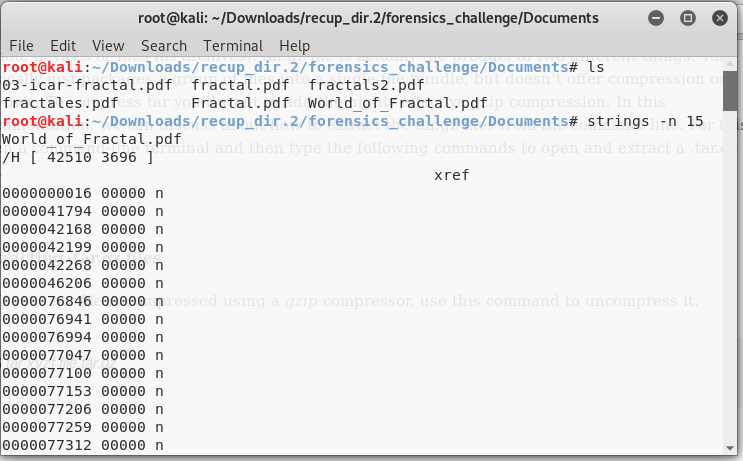 root@kali: ~/Downloads/recup_dir.2/forensics_challenge/Documents
File Edit View Search Terminal Help
root@kali:~/Downloads/recup_dir.2/forensics_challenge/Documents# ls
03-icar-fractal.pdf fractal.pdf fractals2.pdf
fractales.pdf Fractal.pdf World_of_Fractal.pdf
root@kali:~/Downloads/recup_dir.2/forensics_challenge/Documents# strings -n 15
World of Fractal.pdf
/H [ 42510 3696 ]
xref
0000000016 00000 n
0000041794 00000 n
0000042168 00000 n
0000042199 00000 n
0000042268 00000 n
0000046206 00000 n
0000076846 00000 n
0000076941 00000 n
0000076994 00000 n
0000077047 00000 n
0000077100 00000 n
0000077153 00000 n
0000077206 00000 n
0000077259 00000 n
0000077312 00000 n